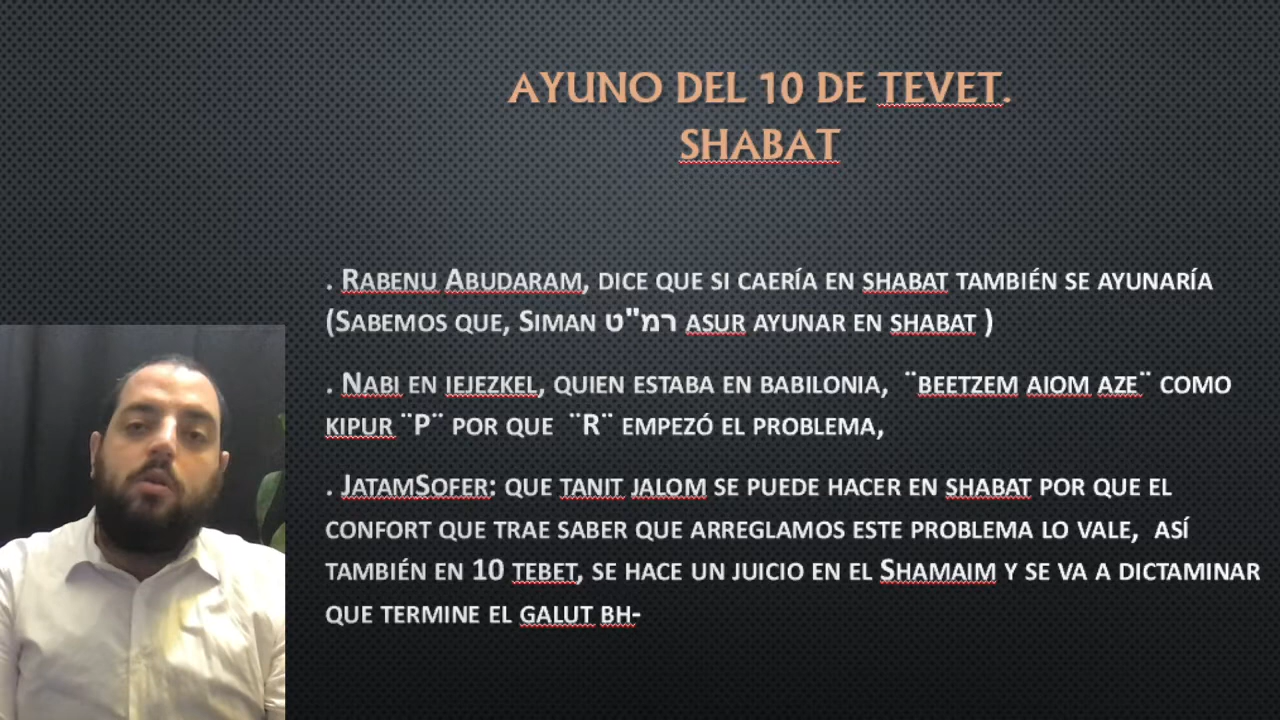 AYUNO DEL 10 DE TEVET.
SHABAT
. RABENU ABUDARAM, DICE QUE SI CAERÍA EN SHABAT TAMBIÉN SE AYUNARÍA
(SABEMOS QUE, SIMAN רמ"ט ASUR AYUNAR EN SHABAT )
. NABI EN IEJEZKEL, QUIEN ESTABA EN BABILONIA, ¨BEETZEM AIOM AZE¨ COMO
KIPUR ¨P¨ POR QUE ¨R¨ EMPEZÓ EL PROBLEMA,
. JATAMSOFER: QUE TANIT JALOM SE PUEDE HACER EN SHABAT POR QUE EL
CONFORT QUE TRAE SABER QUE ARREGLAMOS ESTE PROBLEMA LO VALE, ASÍ
TAMBIÉN EN 10 TEBET, SE HACE UN JUICIO EN EL SHAMAIM Y SE VA A DICTAMINAR
QUE TERMINE EL GALUT BH-